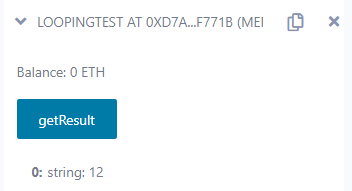 LOOPINGTEST AT 0XD7A...F771B (MEI
Balance: 0 ETH
getResult
0: string: 12